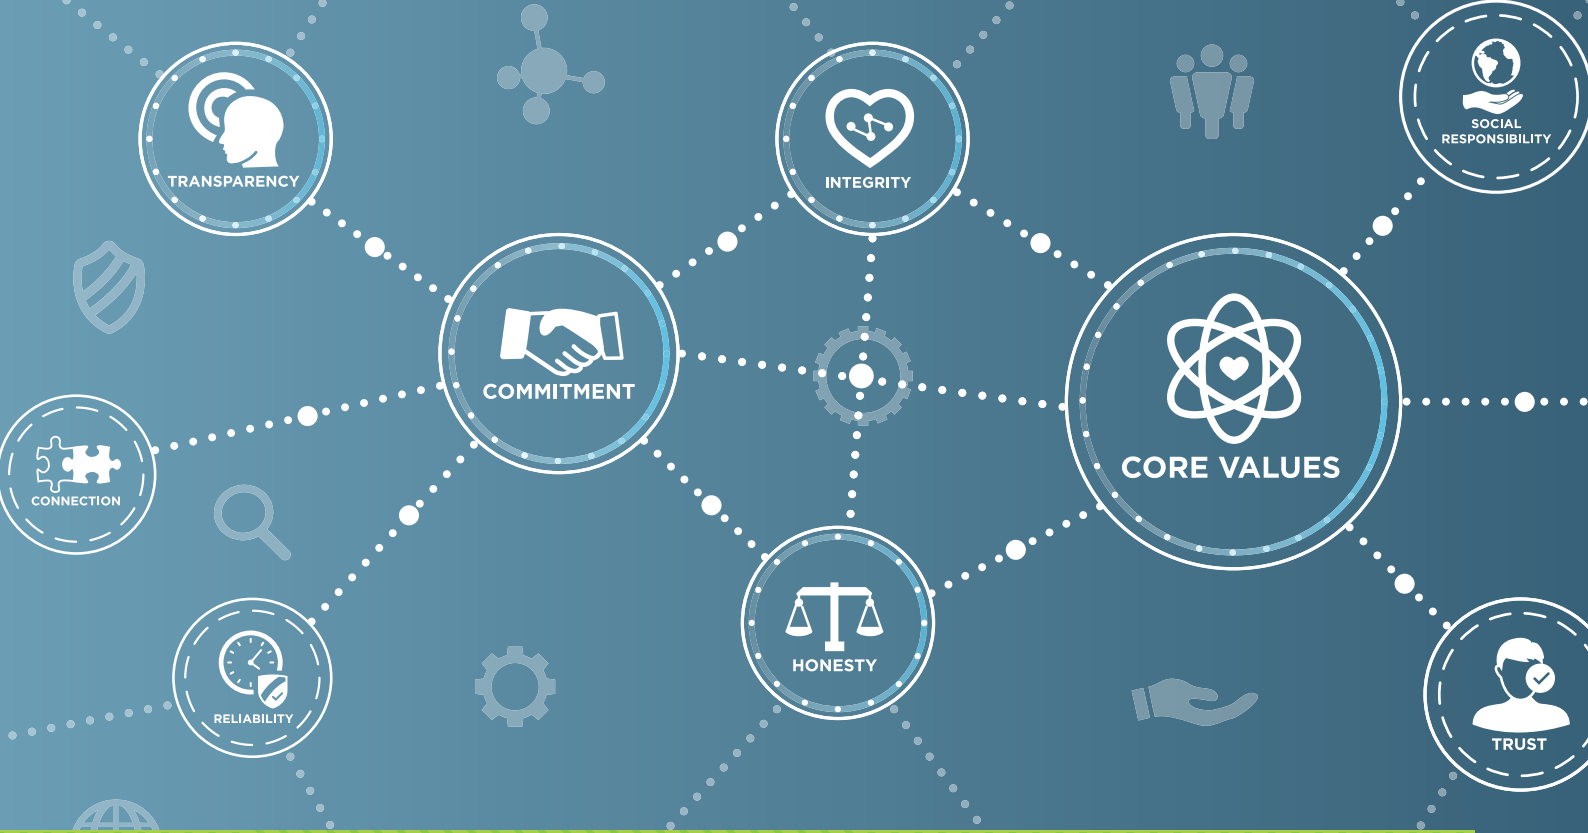 TRANSPARENCY
INTEGRITY
SOCIAL
RESPONSIBILITY
COMMITMENT
CORE VALUES
CONNECTION
HONESTY
RELIABILITY
TRUST